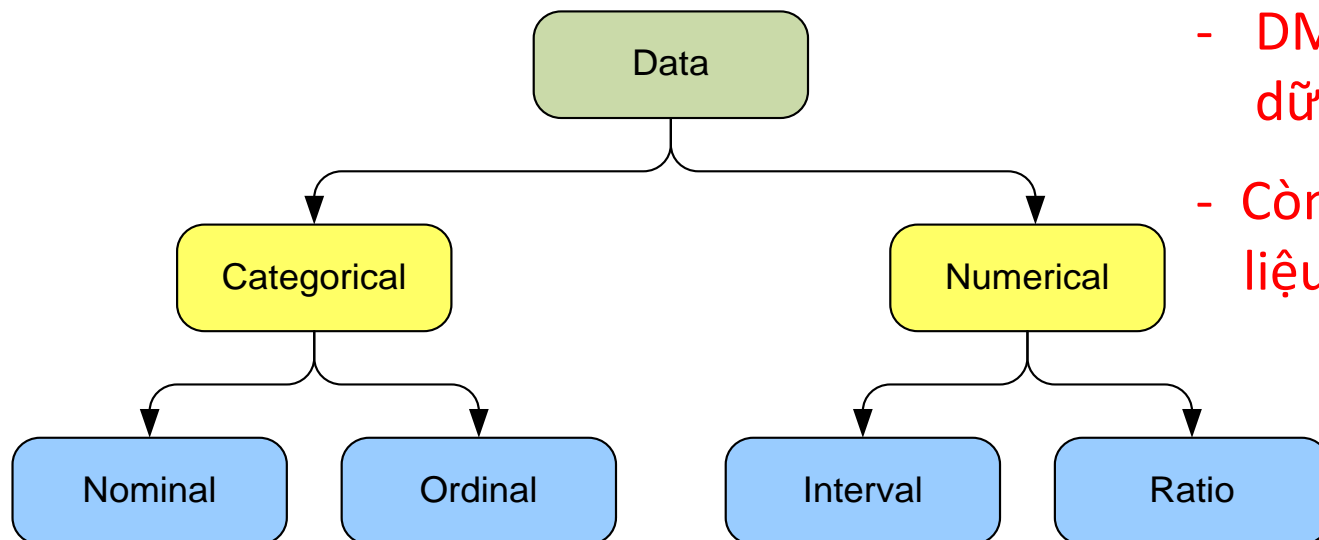 Data
- DM
dữ
- Còn
liệu
Categorical
Numerical
Nominal
Ordinal
Interval
Ratio